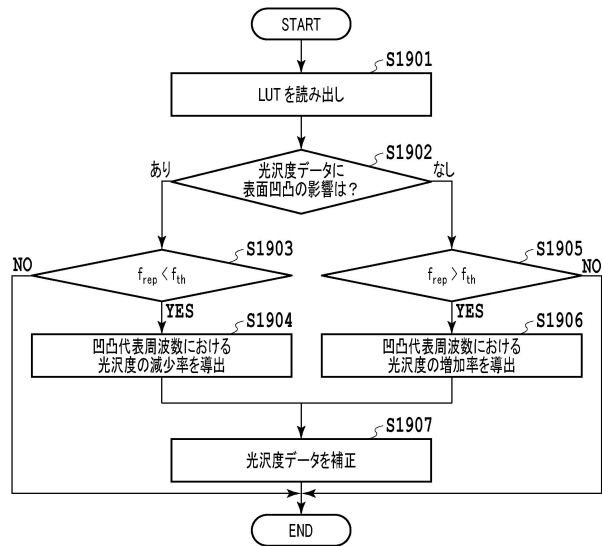 START
S1901
LUTを読み出し
S1902
光沢度データに
表面凹凸の影響は?
あり
なし
S1903
f_rep < f_th
NO
YES
S1905
f_rep > f_th
NO
YES
S1904
凹凸代表周波数における
光沢度の減少率を導出
S1906
凹凸代表周波数における
光沢度の増加率を導出
S1907
光沢度データを補正
END